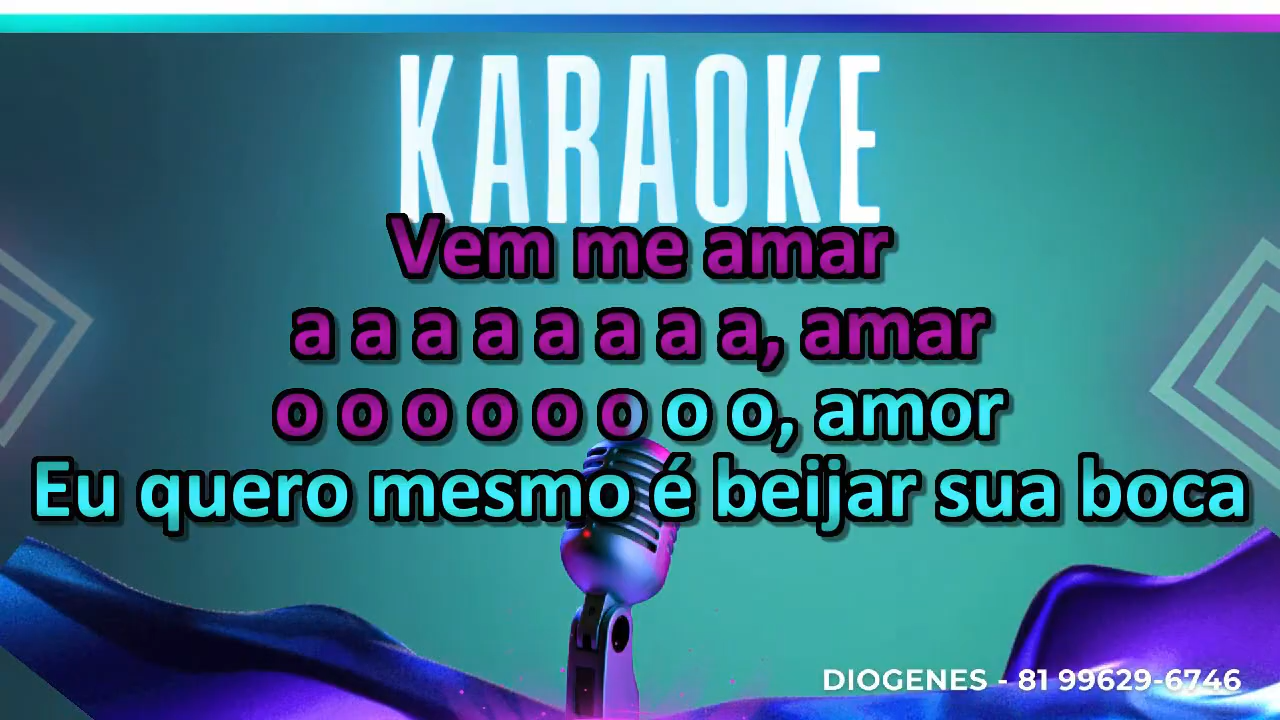 KARAOKE
Vem me amar
a a a a a a a a, amar
o o o o o o o o, amor
Eu quero mesmo é beijar sua boca
DIOGENES - 81 99629-6746